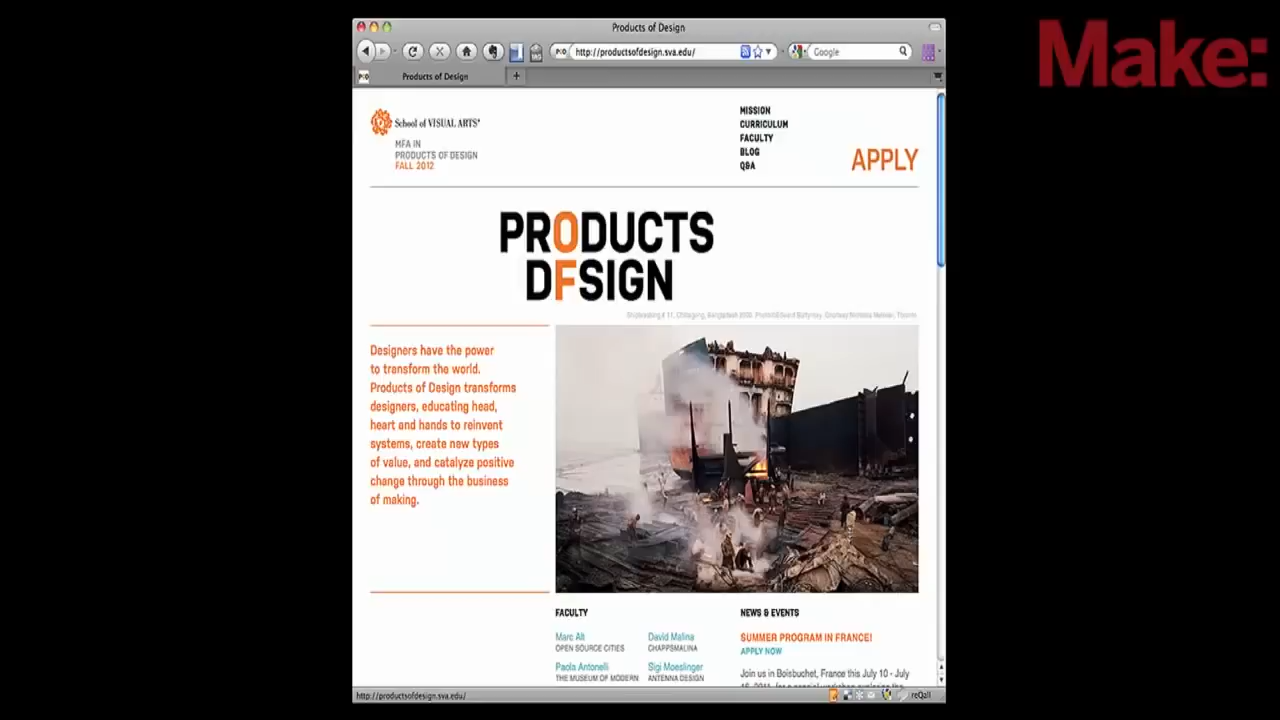 Products of Design
http://productsofdesign.sva.edu/
Google
Products of Design
Make:
School of VISUAL ARTS®
MFA IN
PRODUCTS OF DESIGN
FALL 2012
MISSION
CURRICULUM
FACULTY
BLOG
Q&A
APPLY
PRODUCTS
OF
DESIGN
Designers have the power
to transform the world.
Products of Design transforms
designers, educating head,
heart and hands to reinvent
systems, create new types
of value, and catalyze positive
change through the business
of making.
FACULTY
Marc Alt
OPEN SOURCE CITIES
David Malina
CHAPPSMALINA
Paola Antonelli
THE MUSEUM OF MODERN
Sigi Moeslinger
ANTENNA DESIGN
NEWS & EVENTS
SUMMER PROGRAM IN FRANCE!
APPLY NOW
Join us in Boisbuchet, France this July 10 - July
http://productsofdesign.sva.edu/
reQall